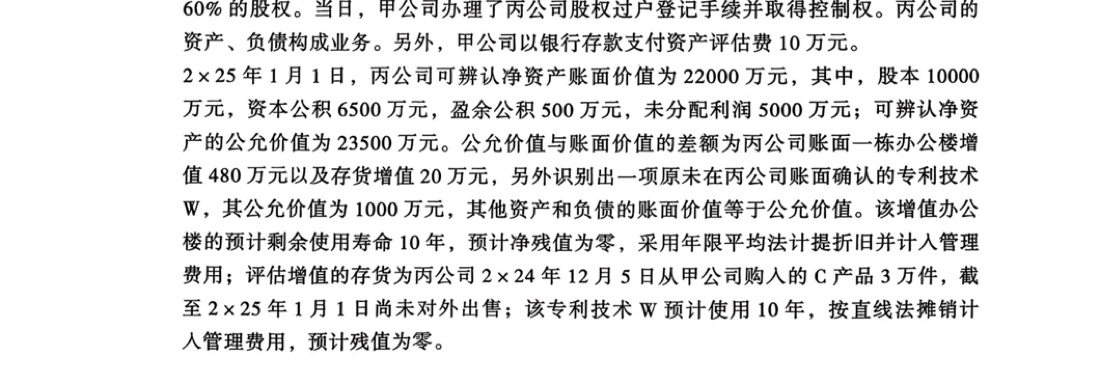 60% 的股权。当日，甲公司办理了丙公司股权过户登记手续并取得控制权。丙公司的
资产、负债构成业务。另外，甲公司以银行存款支付资产评估费 10 万元。
2×25 年 1 月 1 日，丙公司可辨认净资产账面价值为 22000 万元，其中，股本 10000
万元，资本公积 6500 万元，盈余公积 500 万元，未分配利润 5000 万元；可辨认净资
产的公允价值为 23500 万元。公允价值与账面价值的差额为丙公司账面一栋办公楼增
值 480 万元以及存货增值 20 万元，另外识别出一项原未在丙公司账面确认的专利技术
W，其公允价值为 1000 万元，其他资产和负债的账面价值等于公允价值。该增值办公
楼的预计剩余使用寿命 10 年，预计净残值为零，采用年限平均法计提折旧并计入管理
费用；评估增值的存货为丙公司 2×24 年 12 月 5 日从甲公司购入的 C 产品 3 万件，截
至 2×25 年 1 月 1 日尚未对外出售；该专利技术 W 预计使用 10 年，按直线法摊销计
入管理费用，预计残值为零。